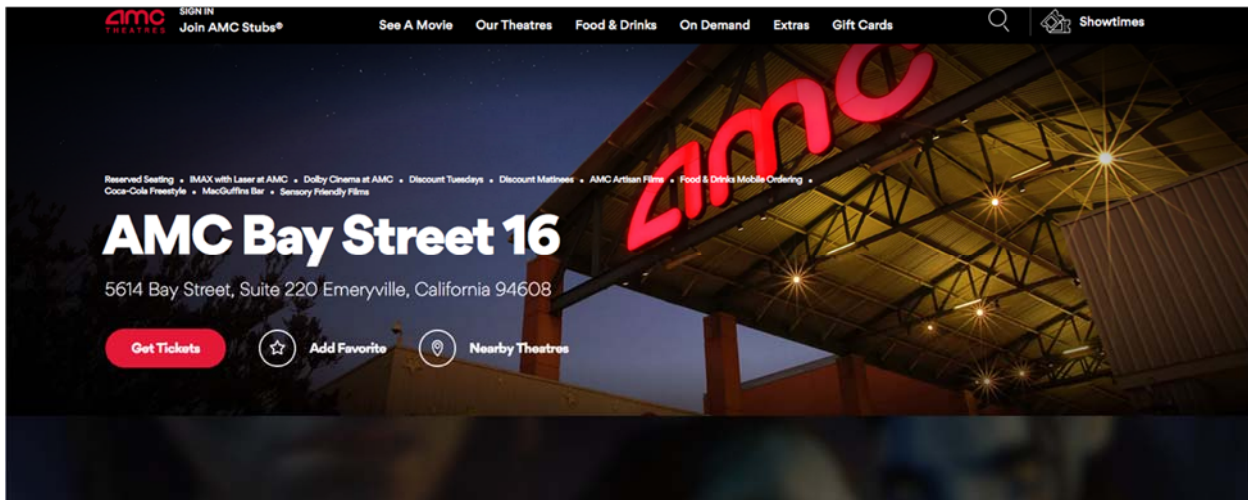 amc
THEATRES
SIGN IN
Join AMC Stubs®
See A Movie
Our Theatres
Food & Drinks
On Demand
Extras
Gift Cards
Showtimes
amc
Reserved Seating • IMAX with Laser at AMC • Dolby Cinema at AMC • Discount Tuesdays • Discount Matinees • AMC Artisan Films • Food & Drinks Mobile Ordering •
Coca-Cola Freestyle • MacGuffins Bar • Sensory Friendly Films
AMC Bay Street 16
5614 Bay Street, Suite 220 Emeryville, California 94608
Get Tickets
Add Favorite
Nearby Theatres